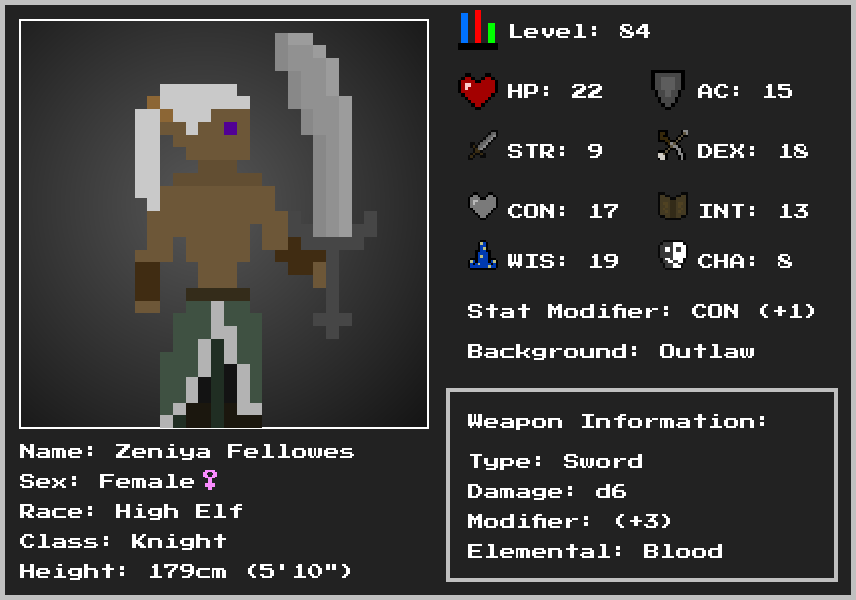 Level: 84
HP: 22
AC: 15
STR: 9
DEX: 18
CON: 17
INT: 13
WIS: 19
CHA: 8
Stat Modifier: CON (+1)
Background: Outlaw
Name: Zeniya Fellowes
Sex: Female♀
Race: High Elf
Class: Knight
Height: 179cm (5'10")
Weapon Information:
Type: Sword
Damage: d6
Modifier: (+3)
Elemental: Blood